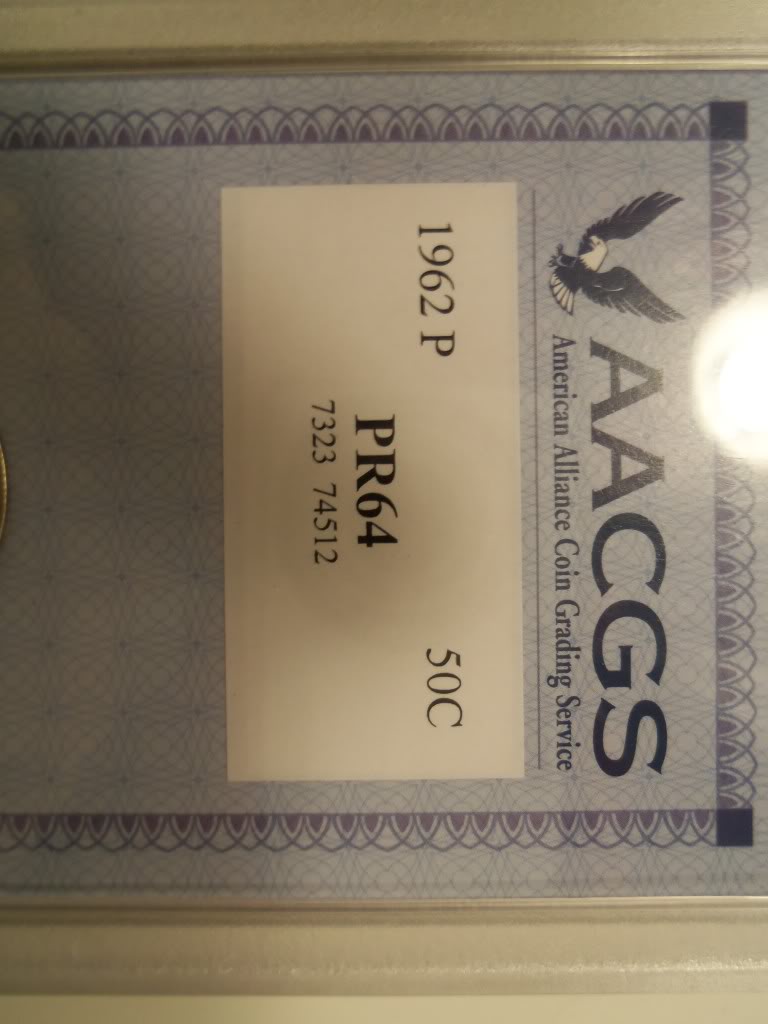 AACGS
American Alliance Coin Grading Service
1962 P 50C
PR64
7323 74512